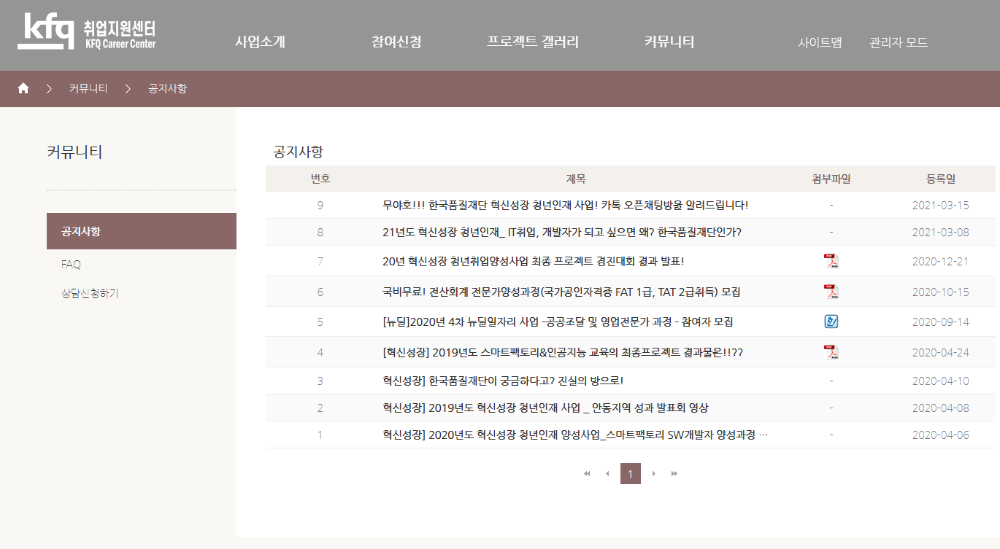 kfq 취업지원센터
KFQ Career Center
사업소개 참여신청 프로젝트 갤러리 커뮤니티 사이트맵 관리자 모드
커뮤니티 공지사항
커뮤니티
공지사항
FAQ
상담신청하기
공지사항
번호 제목 첨부파일 등록일
9 무야호!!! 한국품질재단 혁신성장 청년인재 사업! 카톡 오픈채팅방을 알려드립니다! - 2021-03-15
8 21년도 혁신성장 청년인재_ IT취업, 개발자가 되고 싶으면 왜? 한국품질재단인가? - 2021-03-08
7 20년 혁신성장 청년취업양성사업 최종 프로젝트 경진대회 결과 발표! 2020-12-21
6 국비무료! 전산회계 전문가양성과정(국가공인자격증 FAT 1급, TAT 2급취득) 모집 2020-10-15
5 [뉴딜]2020년 4차 뉴딜일자리 사업 -공공조달 및 영업전문가 과정 - 참여자 모집 2020-09-14
4 [혁신성장] 2019년도 스마트팩토리&인공지능 교육의 최종프로젝트 결과물은!!?? 2020-04-24
3 혁신성장] 한국품질재단이 궁금하다고? 진실의 방으로! - 2020-04-10
2 혁신성장] 2019년도 혁신성장 청년인재 사업 _ 안동지역 성과 발표회 영상 - 2020-04-08
1 혁신성장] 2020년도 혁신성장 청년인재 양성사업_스마트팩토리 SW개발자 양성과정 … - 2020-04-06
1